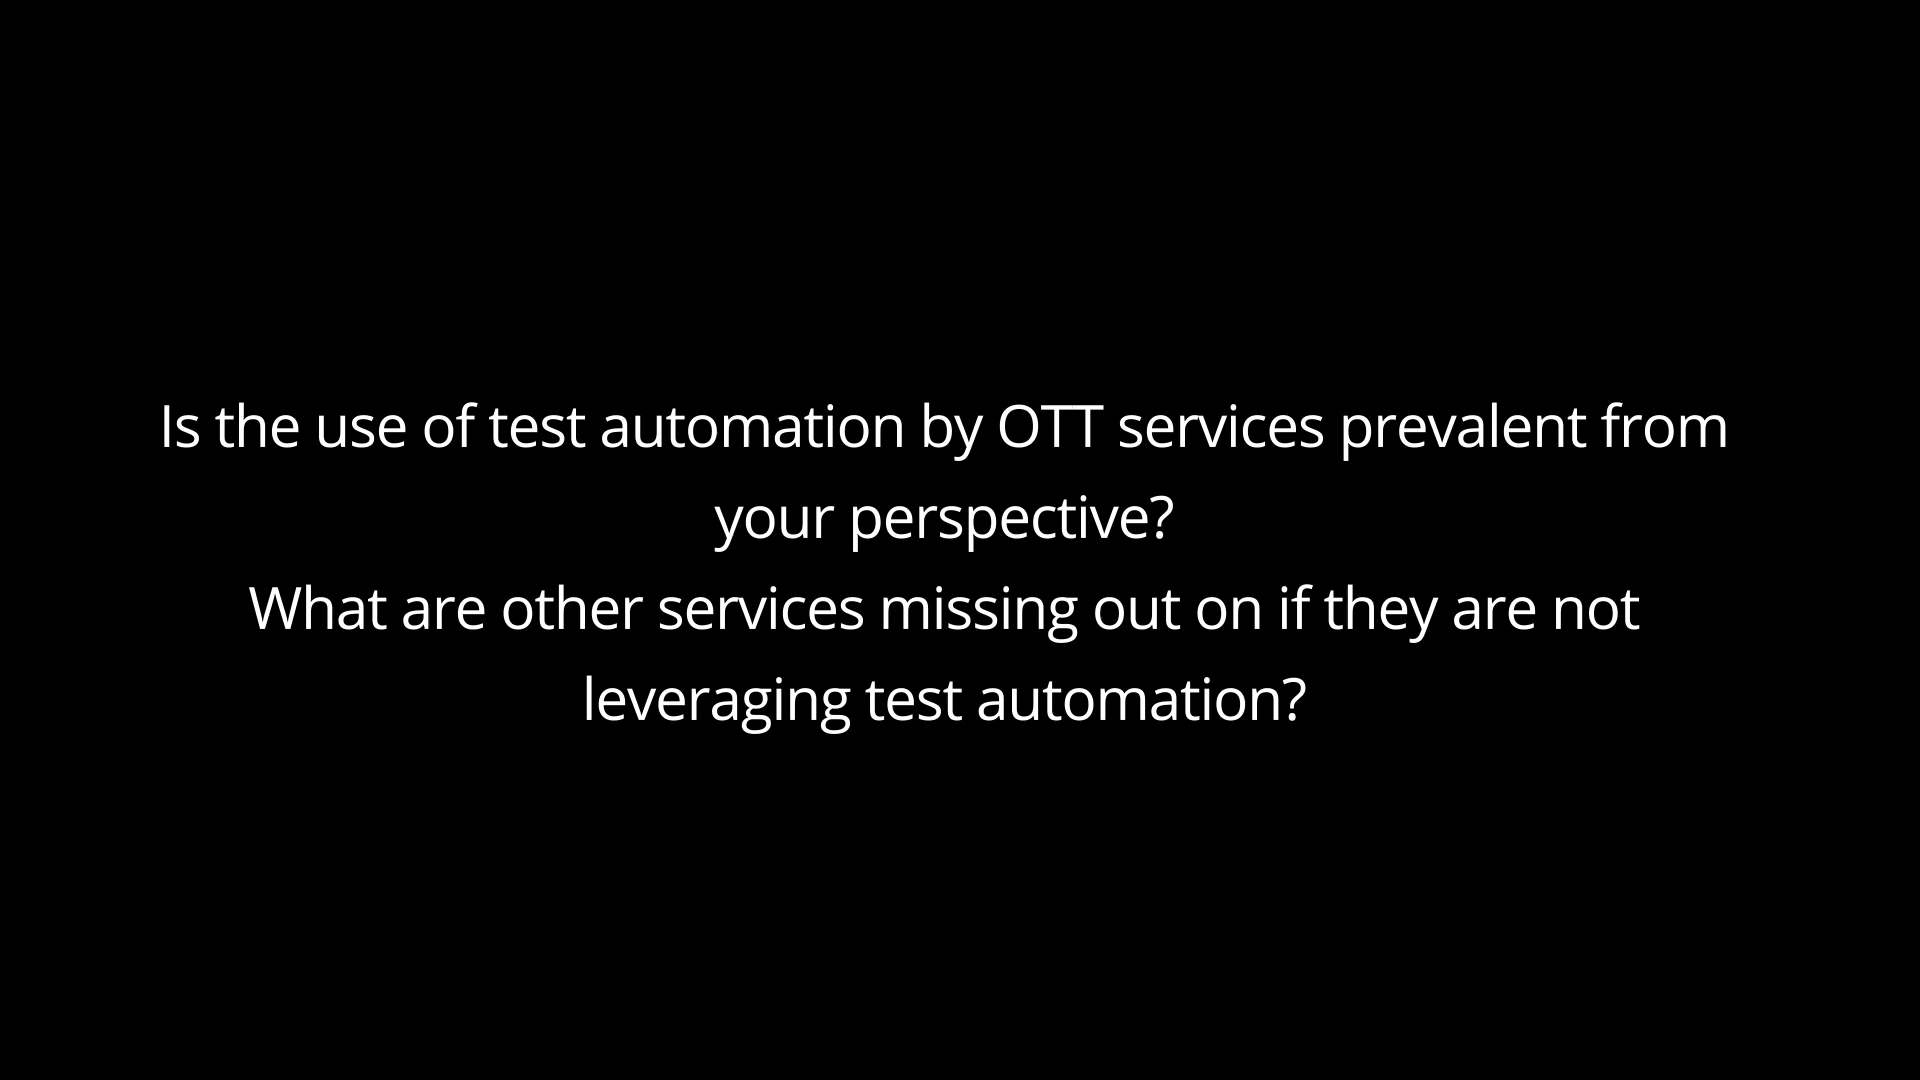 Is the use of test automation by OTT services prevalent from
your perspective?
What are other services missing out on if they are not
leveraging test automation?